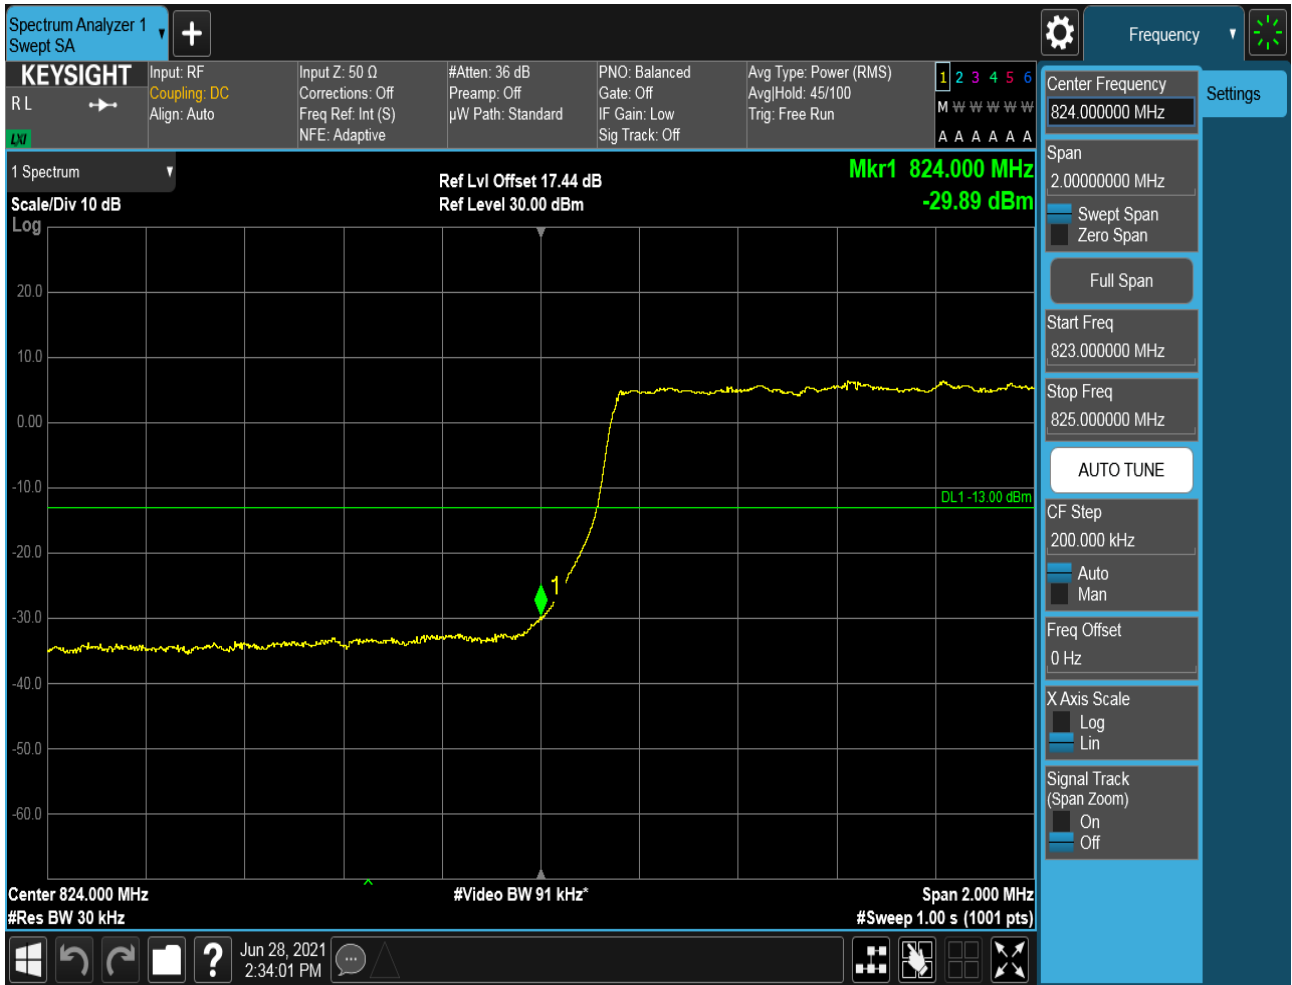 Spectrum Analyzer 1
Swept SA
Frequency
KEYSIGHT
R L
LXI
Input: RF
Coupling: DC
Align: Auto
Input Z: 50 Ω
Corrections: Off
Freq Ref: Int (S)
NFE: Adaptive
#Atten: 36 dB
Preamp: Off
µW Path: Standard
PNO: Balanced
Gate: Off
IF Gain: Low
Sig Track: Off
Avg Type: Power (RMS)
Avg|Hold: 45/100
Trig: Free Run
1 2 3 4 5 6
M W W W W W
A A A A A A
1 Spectrum
Scale/Div 10 dB
Log
Ref Lvl Offset 17.44 dB
Ref Level 30.00 dBm
Mkr1 824.000 MHz
-29.89 dBm
20.0
10.0
0.00
-10.0
-20.0
-30.0
-40.0
-50.0
-60.0
DL1 -13.00 dBm
1
Center 824.000 MHz
#Res BW 30 kHz
#Video BW 91 kHz*
Span 2.000 MHz
#Sweep 1.00 s (1001 pts)
Center Frequency
824.000000 MHz
Settings
Span
2.00000000 MHz
Swept Span
Zero Span
Full Span
Start Freq
823.000000 MHz
Stop Freq
825.000000 MHz
AUTO TUNE
CF Step
200.000 kHz
Auto
Man
Freq Offset
0 Hz
X Axis Scale
Log
Lin
Signal Track
(Span Zoom)
On
Off
?
Jun 28, 2021
2:34:01 PM